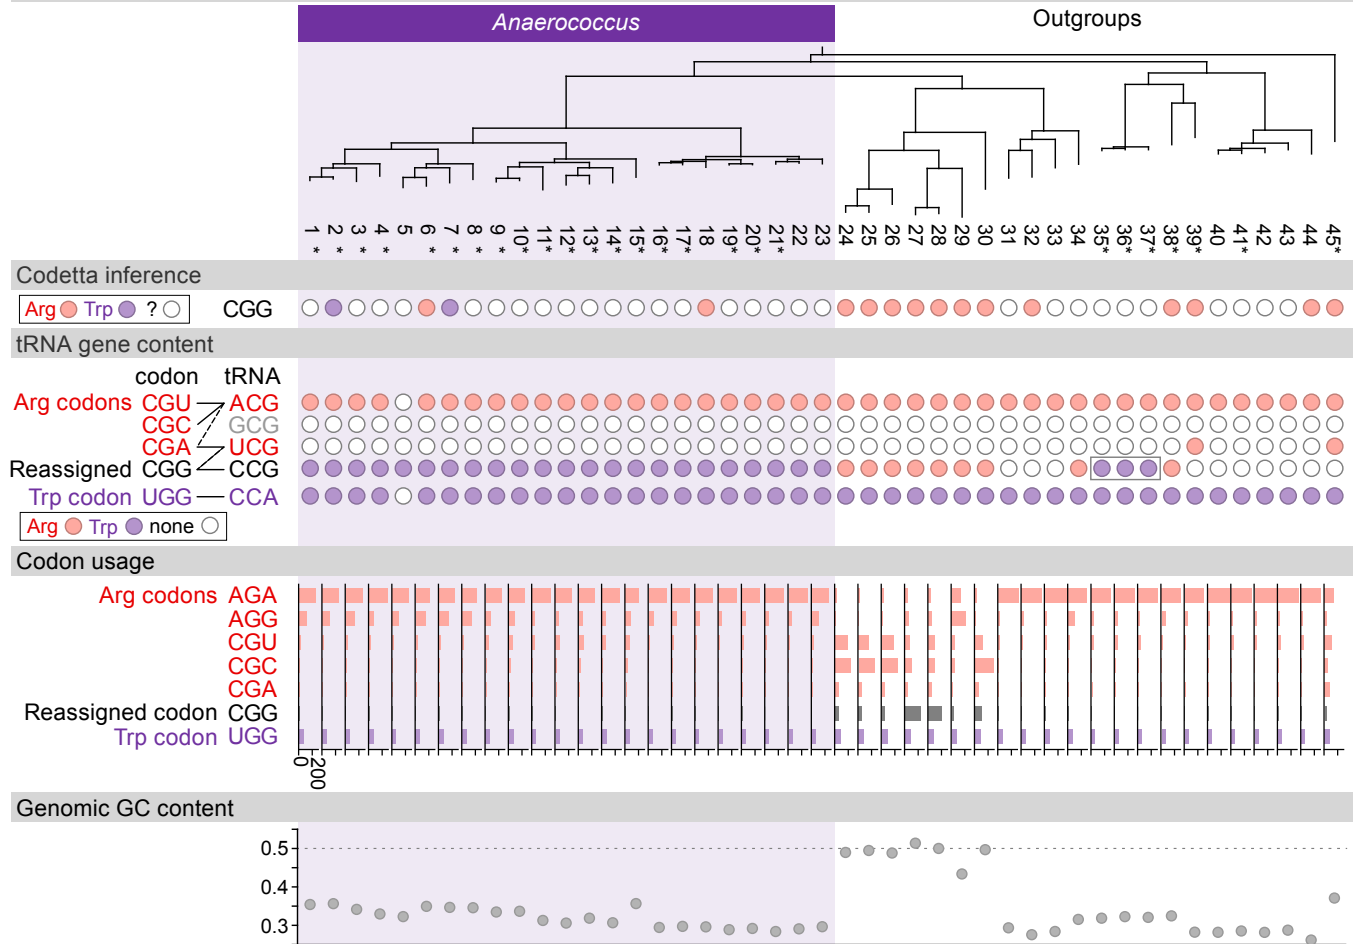 Anaerococcus Outgroups
1* 2* 3* 4* 5 6* 7* 8* 9* 10* 11* 12* 13* 14* 15* 16* 17* 18 19* 20* 21* 22 23 24 25 26 27 28 29 30 31 32 33 34 35* 36* 37* 38* 39* 40 41* 42 43 44 45*
Codetta inference
Arg Trp ? CGG
tRNA gene content
codon tRNA
Arg codons CGU ACG
CGC GCG
CGA UCG
Reassigned CGG CCG
Trp codon UGG CCA
Arg Trp none
Codon usage
Arg codons AGA
AGG
CGU
CGC
CGA
Reassigned codon CGG
Trp codon UGG
0 200
Genomic GC content
0.5
0.4
0.3